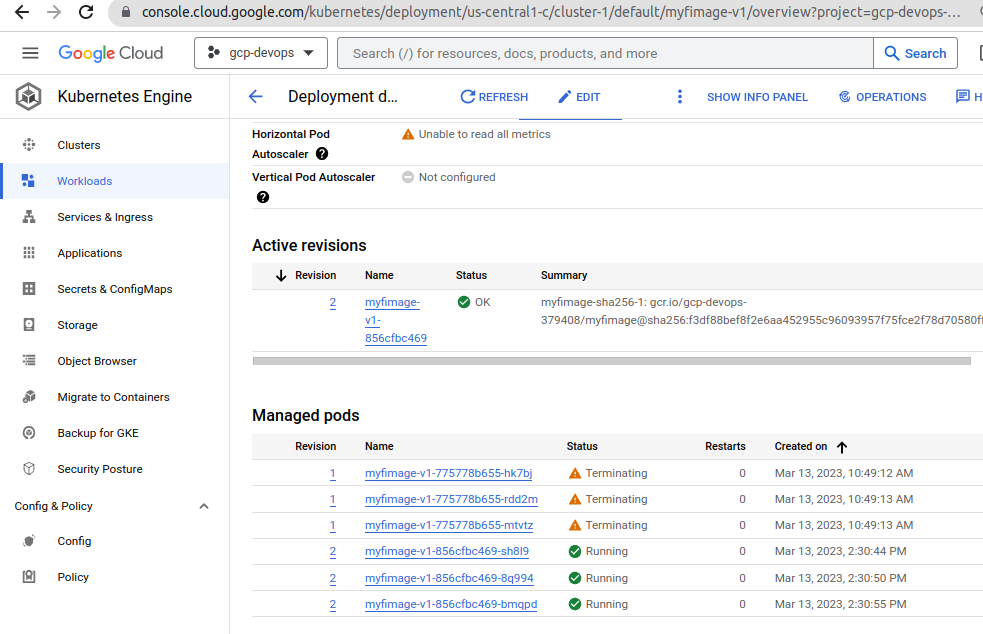 console.cloud.google.com/kubernetes/deployment/us-central1-c/cluster-1/default/myfimage-v1/overview?project=gcp-devops-...
Google Cloud
gcp-devops
Search (/) for resources, docs, products, and more
Search
Kubernetes Engine
Deployment d...
REFRESH
EDIT
SHOW INFO PANEL
OPERATIONS
H
Clusters
Workloads
Services & Ingress
Applications
Secrets & ConfigMaps
Storage
Object Browser
Migrate to Containers
Backup for GKE
Security Posture
Config & Policy
Config
Policy
Horizontal Pod
Autoscaler ?
Unable to read all metrics
Vertical Pod Autoscaler
?
Not configured
Active revisions
Revision Name Status Summary
2 myfimage- OK myfimage-sha256-1: gcr.io/gcp-devops-
v1- 379408/myfimage@sha256:f3df88bef8f2e6aa452955c96093957f75fce2f78d70580ff
856cfbc469
Managed pods
Revision Name Status Restarts Created on
1 myfimage-v1-775778b655-hk7bj Terminating 0 Mar 13, 2023, 10:49:12 AM
1 myfimage-v1-775778b655-rdd2m Terminating 0 Mar 13, 2023, 10:49:13 AM
1 myfimage-v1-775778b655-mtvtz Terminating 0 Mar 13, 2023, 10:49:13 AM
2 myfimage-v1-856cfbc469-sh8l9 Running 0 Mar 13, 2023, 2:30:44 PM
2 myfimage-v1-856cfbc469-8q994 Running 0 Mar 13, 2023, 2:30:50 PM
2 myfimage-v1-856cfbc469-bmqpd Running 0 Mar 13, 2023, 2:30:55 PM